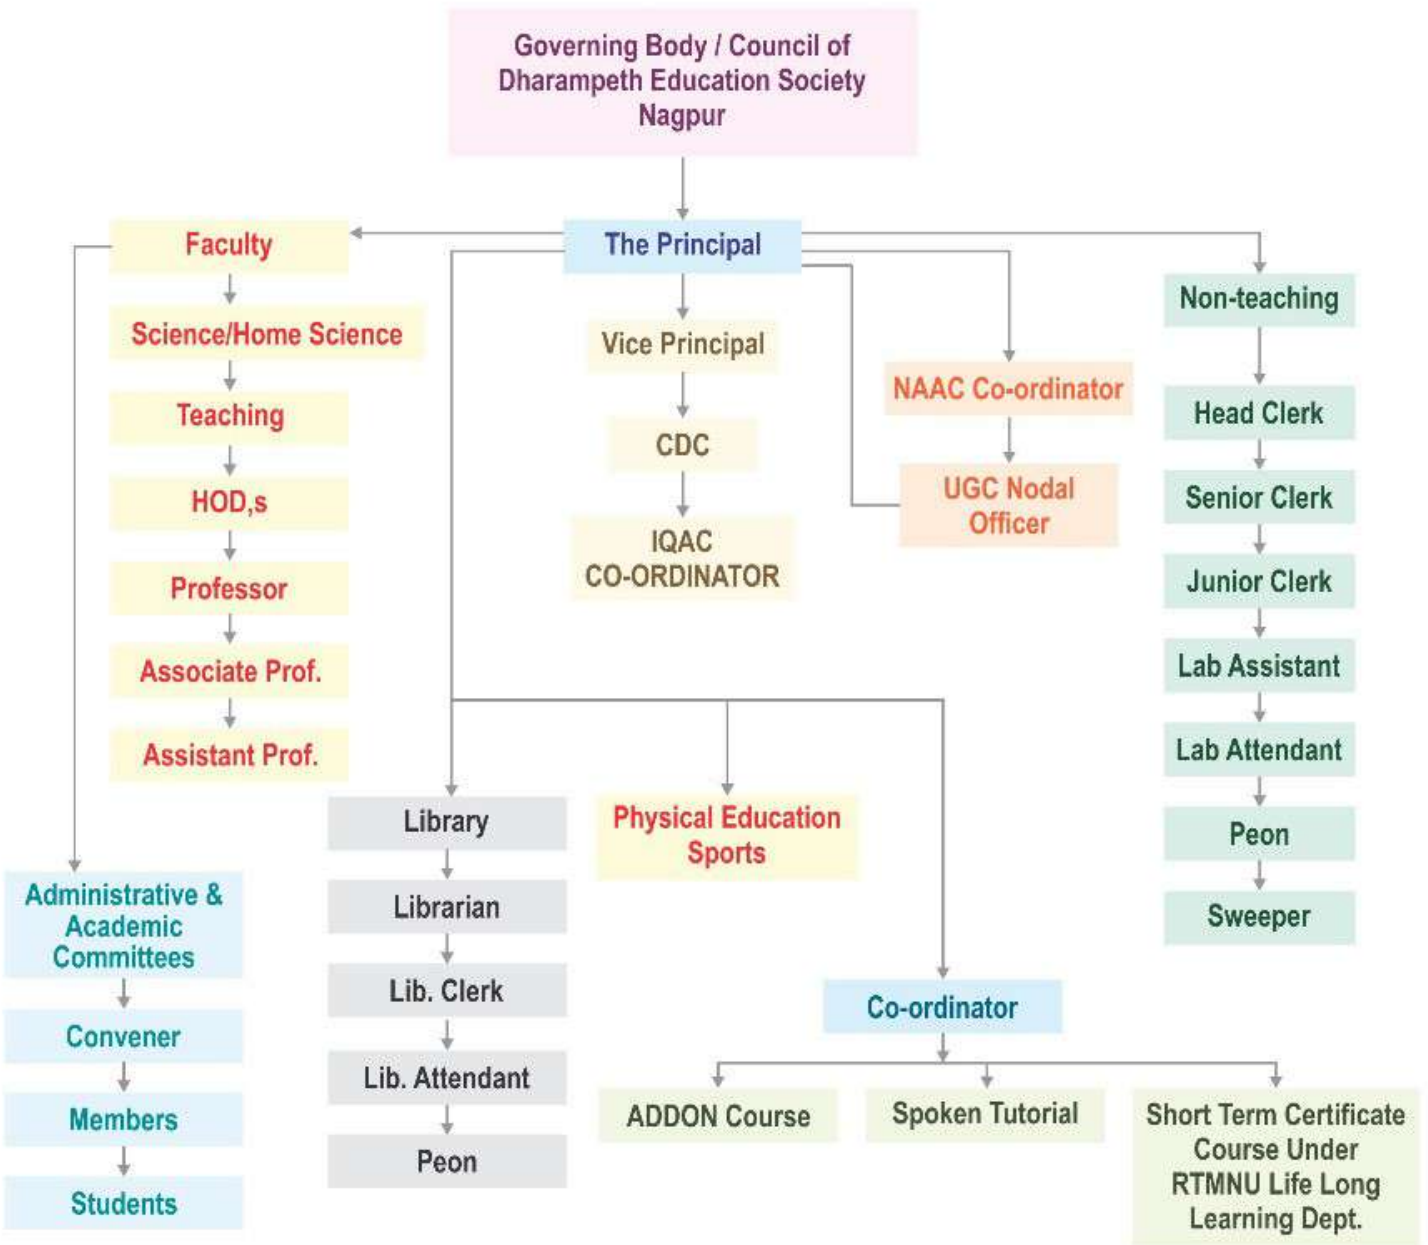 Governing Body / Council of
Dharampeth Education Society
Nagpur
The Principal
Faculty
Science/Home Science
Teaching
HOD,s
Professor
Associate Prof.
Assistant Prof.
Administrative &
Academic
Committees
Convener
Members
Students
Vice Principal
CDC
IQAC
CO-ORDINATOR
NAAC Co-ordinator
UGC Nodal
Officer
Non-teaching
Head Clerk
Senior Clerk
Junior Clerk
Lab Assistant
Lab Attendant
Peon
Sweeper
Library
Librarian
Lib. Clerk
Lib. Attendant
Peon
Physical Education
Sports
Co-ordinator
ADDON Course
Spoken Tutorial
Short Term Certificate
Course Under
RTMNU Life Long
Learning Dept.